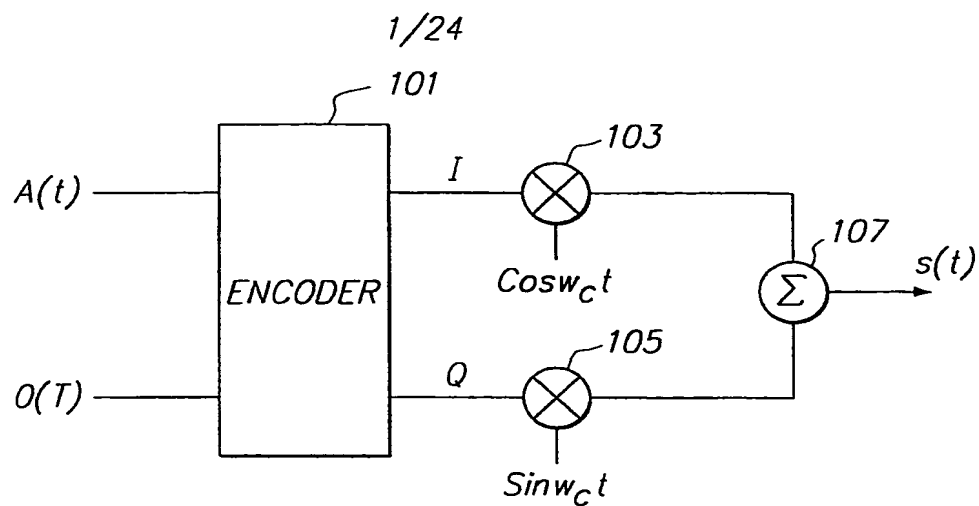 1/24
101
103
A(t)
I
107
Cosw_c t
s(t)
ENCODER
Σ
105
O(T)
Q
Sinw_c t